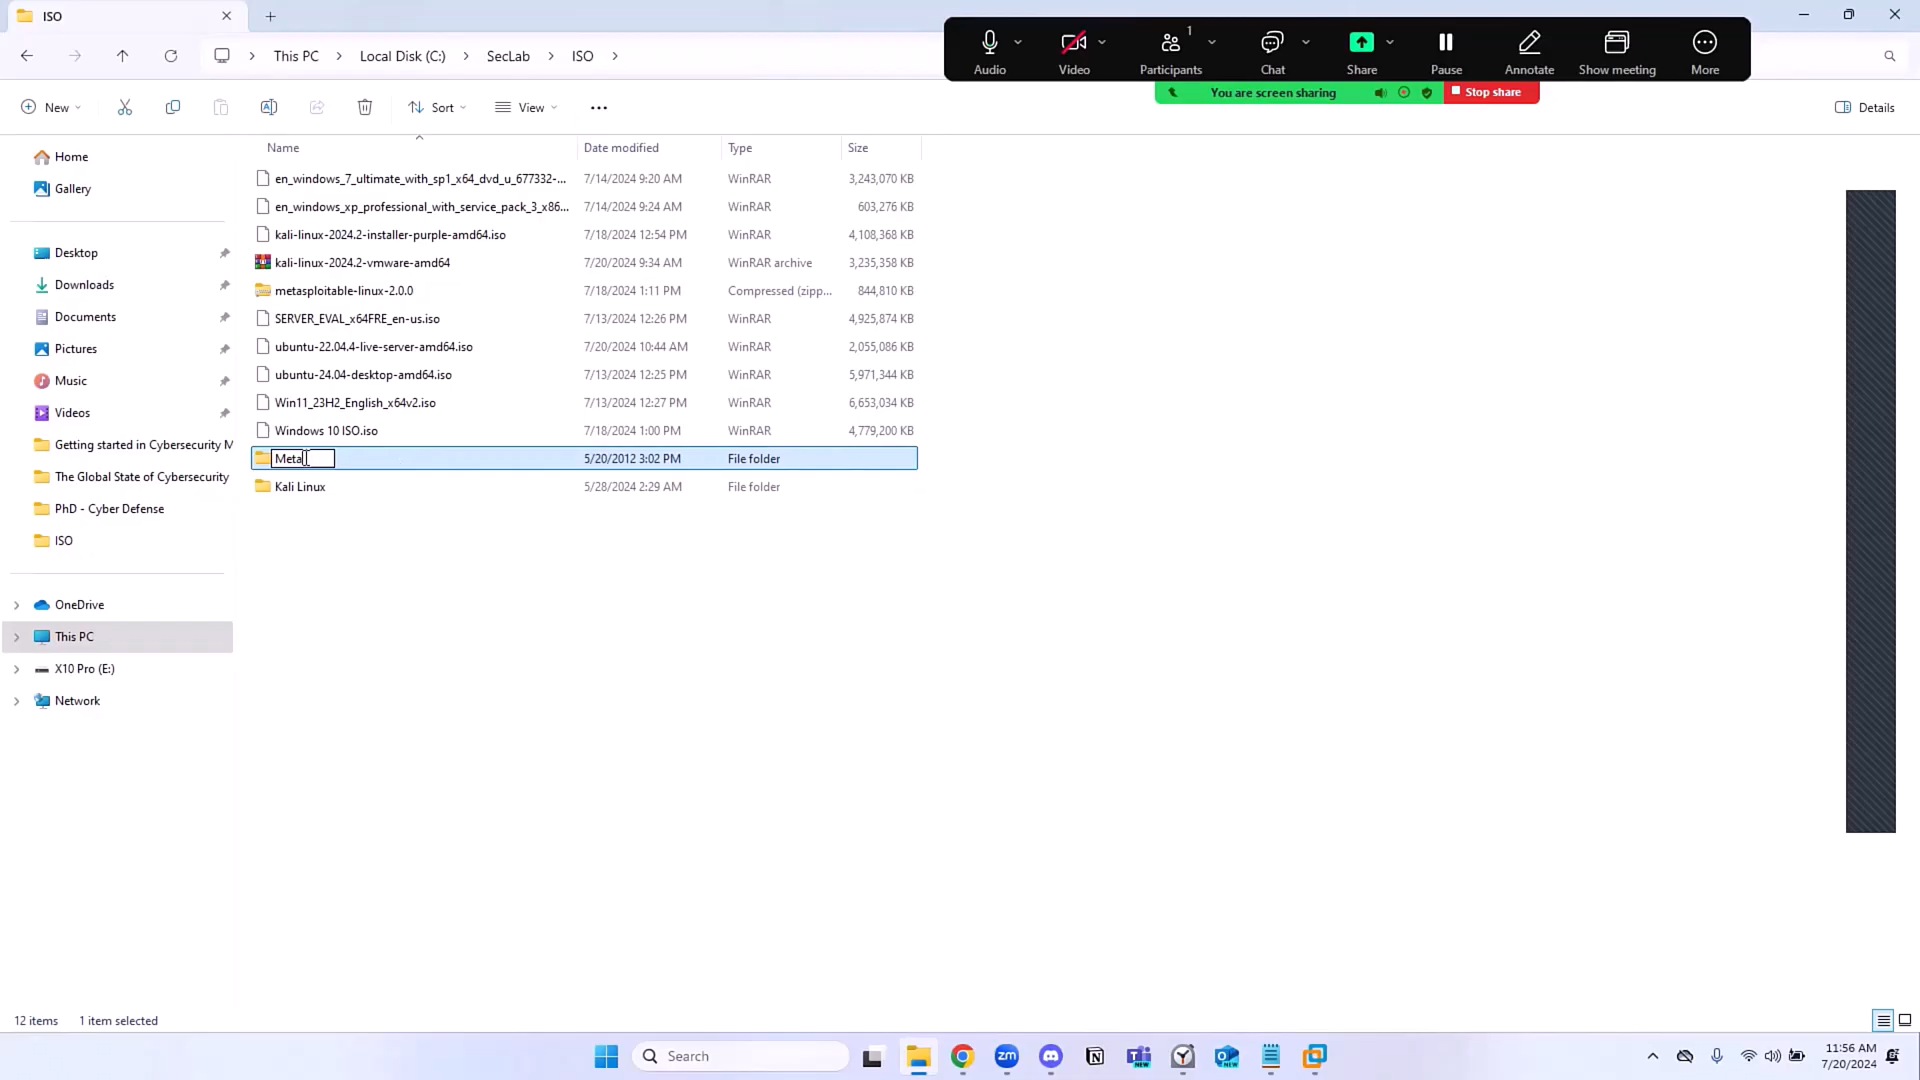 ISO
Audio
Video
1
Participants
Chat
Share
Pause
Annotate
Show meeting
More
This PC
Local Disk (C:)
SecLab
ISO
You are screen sharing
Stop share
New
Sort
View
Details
Name
Date modified
Type
Size
Home
Gallery
Desktop
Downloads
Documents
Pictures
Music
Videos
Getting started in Cybersecurity M
The Global State of Cybersecurity
PhD - Cyber Defense
ISO
OneDrive
This PC
X10 Pro (E:)
Network
en_windows_7_ultimate_with_sp1_x64_dvd_u_677332-... 7/14/2024 9:20 AM WinRAR 3,243,070 KB
en_windows_xp_professional_with_service_pack_3_x86... 7/14/2024 9:24 AM WinRAR 603,276 KB
kali-linux-2024.2-installer-purple-amd64.iso 7/18/2024 12:54 PM WinRAR 4,108,368 KB
kali-linux-2024.2-vmware-amd64 7/20/2024 9:34 AM WinRAR archive 3,235,358 KB
metasploitable-linux-2.0.0 7/18/2024 1:11 PM Compressed (zipp... 844,810 KB
SERVER_EVAL_x64FRE_en-us.iso 7/13/2024 12:26 PM WinRAR 4,925,874 KB
ubuntu-22.04.4-live-server-amd64.iso 7/20/2024 10:44 AM WinRAR 2,055,086 KB
ubuntu-24.04-desktop-amd64.iso 7/13/2024 12:25 PM WinRAR 5,971,344 KB
Win11_23H2_English_x64v2.iso 7/13/2024 12:27 PM WinRAR 6,653,034 KB
Windows 10 ISO.iso 7/18/2024 1:00 PM WinRAR 4,779,200 KB
Meta 5/20/2012 3:02 PM File folder
Kali Linux 5/28/2024 2:29 AM File folder
12 items
1 item selected
Search
zm
NEW
NEW
11:56 AM
7/20/2024